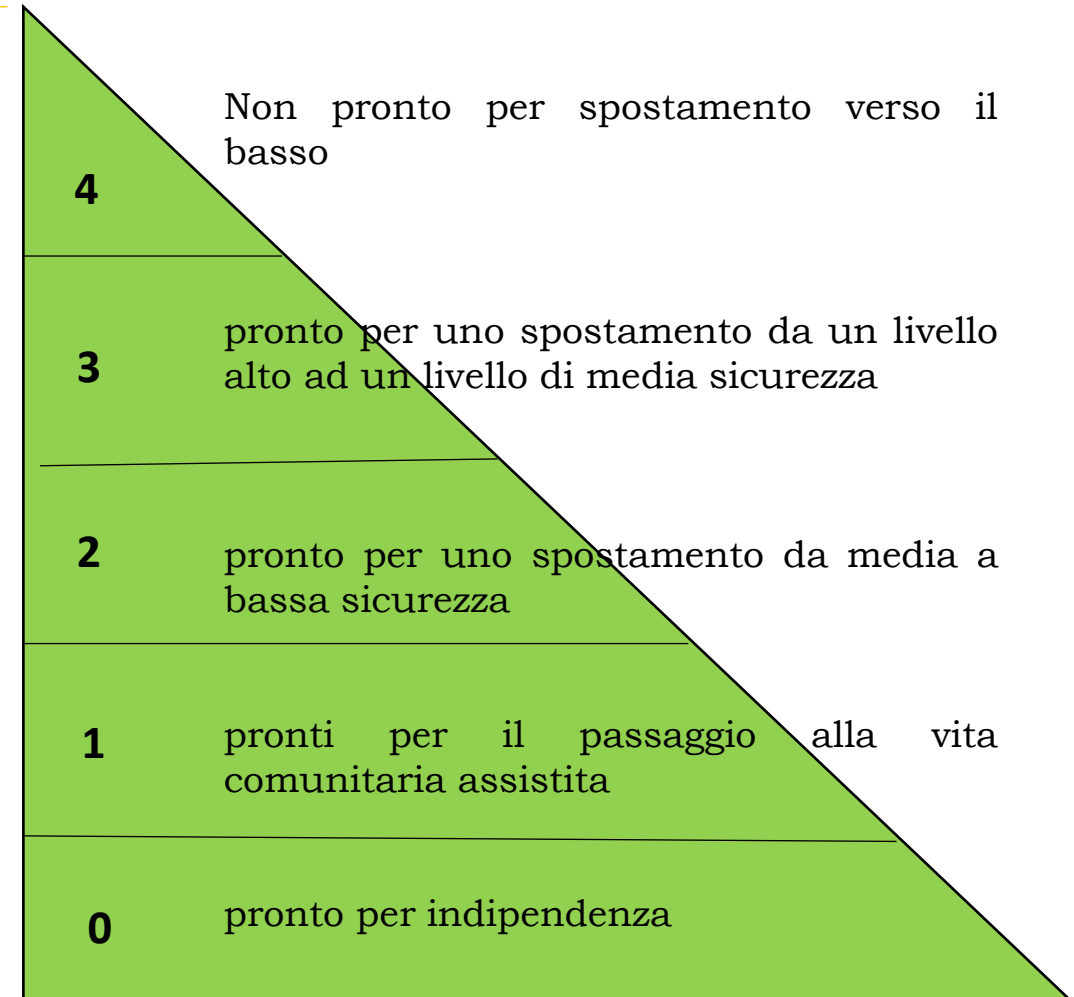 Non pronto per spostamento verso il
basso
4
pronto per uno spostamento da un livello
alto ad un livello di media sicurezza
3
pronto per uno spostamento da media a
bassa sicurezza
2
pronti per il passaggio alla vita
comunitaria assistita
1
pronto per indipendenza
0